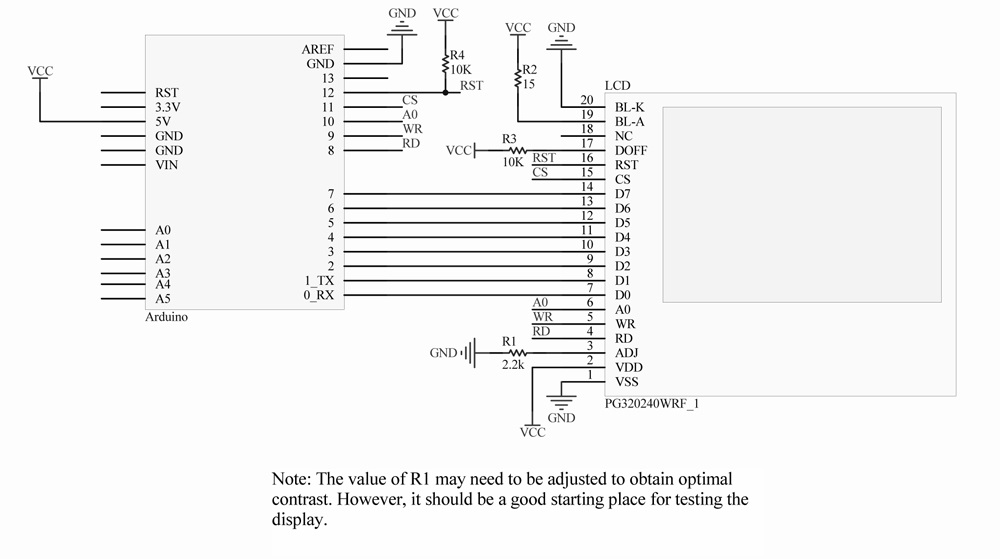 GND
VCC
VCC
GND
VCC
R4
10K
RST
R2
15
LCD
AREF
GND
13
12
11
10
9
8
CS
A0
WR
RD
RST
3.3V
5V
GND
GND
VIN
7
6
5
4
3
2
1_TX
0_RX
A0
A1
A2
A3
A4
A5
Arduino
VCC
R3
10K
RST
CS
A0
WR
RD
GND
R1
2.2k
VCC
GND
20 BL-K
19 BL-A
18 NC
17 DOFF
16 RST
15 CS
14 D7
13 D6
12 D5
11 D4
10 D3
9 D2
8 D1
7 D0
6 A0
5 WR
4 RD
3 ADJ
2 VDD
1 VSS
PG320240WRF_1
Note: The value of R1 may need to be adjusted to obtain optimal
contrast. However, it should be a good starting place for testing the
display.